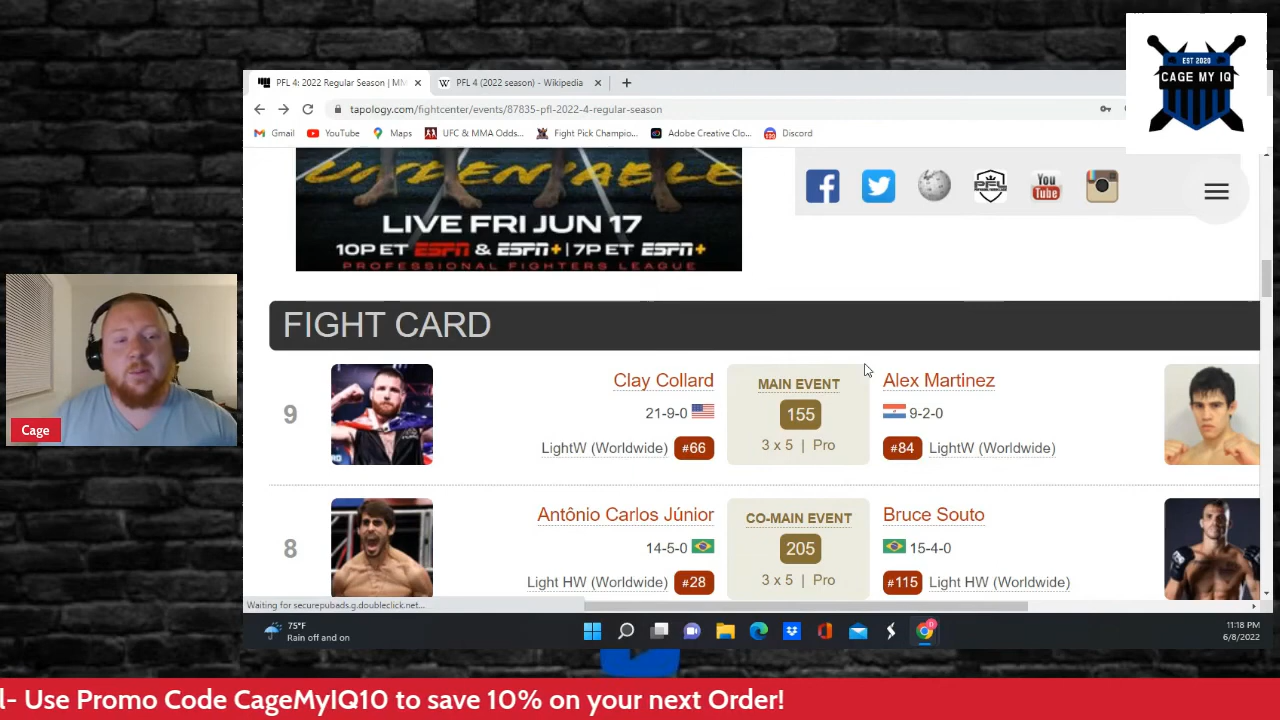 EST 2020
CAGE MY IQ
PFL 4: 2022 Regular Season | MM
PFL 4 (2022 season) - Wikipedia
tapology.com/fightcenter/events/87835-pfl-2022-4-regular-season
Gmail
YouTube
Maps
UFC & MMA Odds...
Fight Pick Champio...
Adobe Creative Clo...
Discord
UNDENIABLE
LIVE FRI JUN 17
10P ET ESPN & ESPN+ | 7P ET ESPN+
PROFESSIONAL FIGHTERS LEAGUE
PFL
You
Tube
FIGHT CARD
9
Clay Collard
21-9-0
LightW (Worldwide) #66
MAIN EVENT
155
3 x 5 | Pro
Alex Martinez
9-2-0
#84 LightW (Worldwide)
8
Antônio Carlos Júnior
14-5-0
Light HW (Worldwide) #28
CO-MAIN EVENT
205
3 x 5 | Pro
Bruce Souto
15-4-0
#115 Light HW (Worldwide)
Cage
Waiting for securepubads.g.doubleclick.net...
75°F
Rain off and on
11:18 PM
6/8/2022
l- Use Promo Code CageMyIQ10 to save 10% on your next Order!